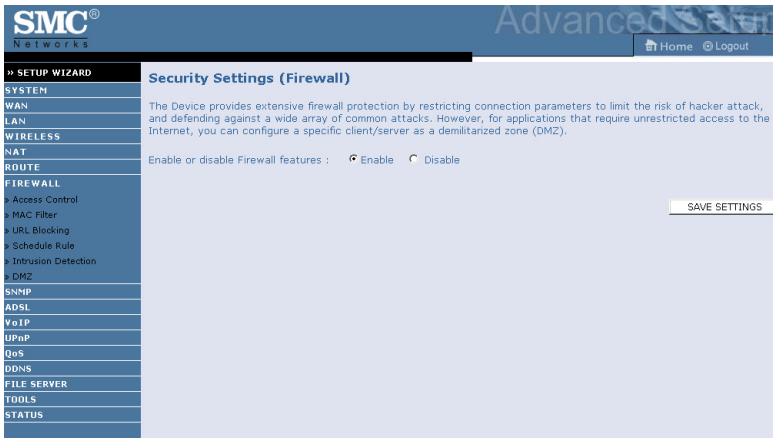 SMC®
Networks
Advanced Setup
Home Logout
» SETUP WIZARD
SYSTEM
WAN
LAN
WIRELESS
NAT
ROUTE
FIREWALL
» Access Control
» MAC Filter
» URL Blocking
» Schedule Rule
» Intrusion Detection
» DMZ
SNMP
ADSL
VoIP
UPnP
QoS
DDNS
FILE SERVER
TOOLS
STATUS
Security Settings (Firewall)
The Device provides extensive firewall protection by restricting connection parameters to limit the risk of hacker attack,
and defending against a wide array of common attacks. However, for applications that require unrestricted access to the
Internet, you can configure a specific client/server as a demilitarized zone (DMZ).
Enable or disable Firewall features : Enable Disable
SAVE SETTINGS